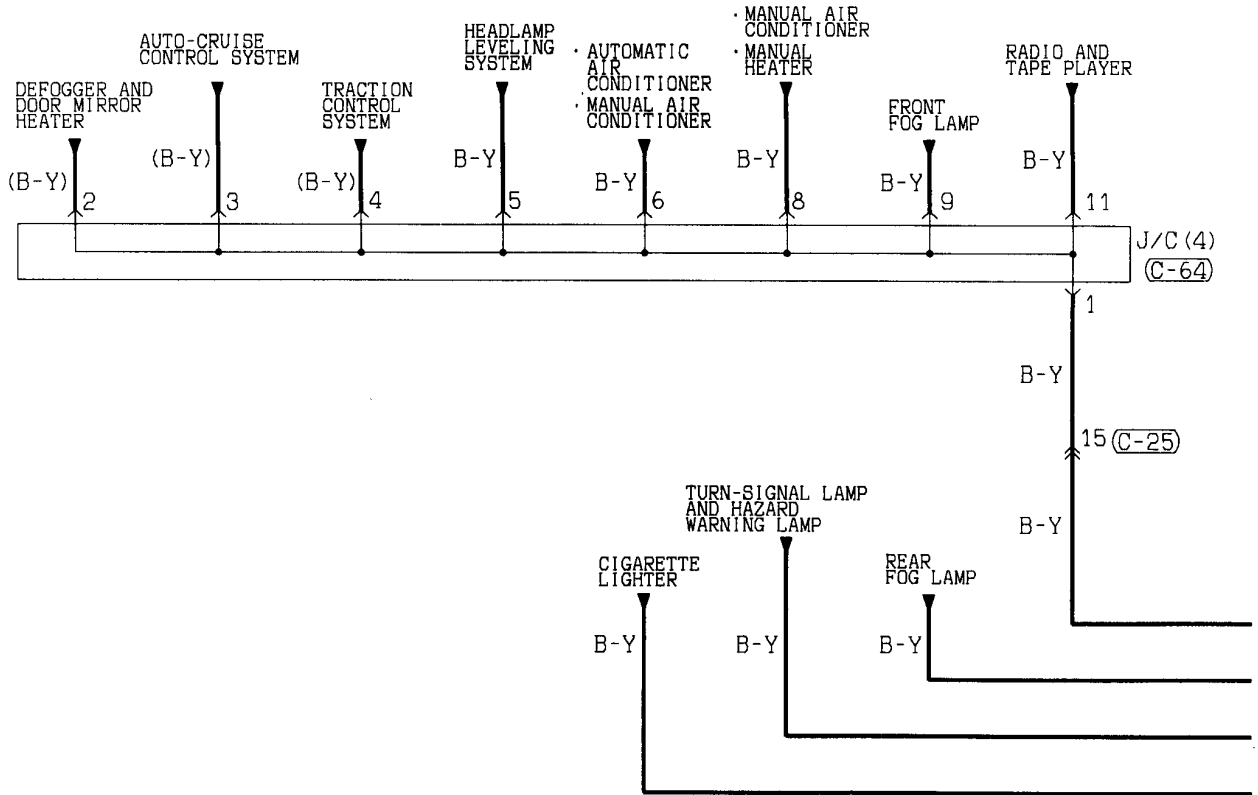 AUTO-CRUISE
CONTROL SYSTEM
HEADLAMP
LEVELING
SYSTEM
· MANUAL AIR
CONDITIONER
· MANUAL
HEATER
· AUTOMATIC
AIR
CONDITIONER
· MANUAL AIR
CONDITIONER
RADIO AND
TAPE PLAYER
DEFOGGER AND
DOOR MIRROR
HEATER
TRACTION
CONTROL
SYSTEM
FRONT
FOG LAMP
(B-Y)
(B-Y)
(B-Y)
B-Y
B-Y
B-Y
B-Y
B-Y
2
3
4
5
6
8
9
11
J/C(4)
(C-64)
1
B-Y
15 (C-25)
B-Y
TURN-SIGNAL LAMP
AND HAZARD
WARNING LAMP
CIGARETTE
LIGHTER
REAR
FOG LAMP
B-Y
B-Y
B-Y